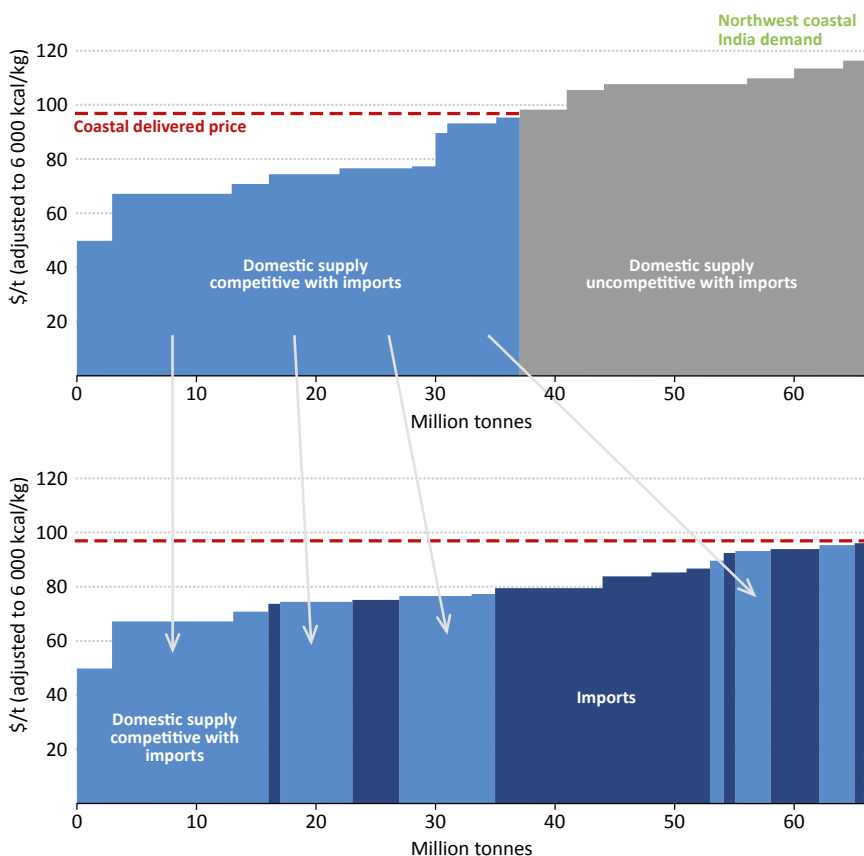 Northwest coastal
India demand
$/t (adjusted to 6 000 kcal/kg)
120
100
80
60
40
20
Coastal delivered price
Domestic supply
competitive with imports
Domestic supply
uncompetitive with imports
0 10 20 30 40 50 60
Million tonnes
$/t (adjusted to 6 000 kcal/kg)
120
100
80
60
40
20
Domestic supply
competitive with
imports
Imports
0 10 20 30 40 50 60
Million tonnes